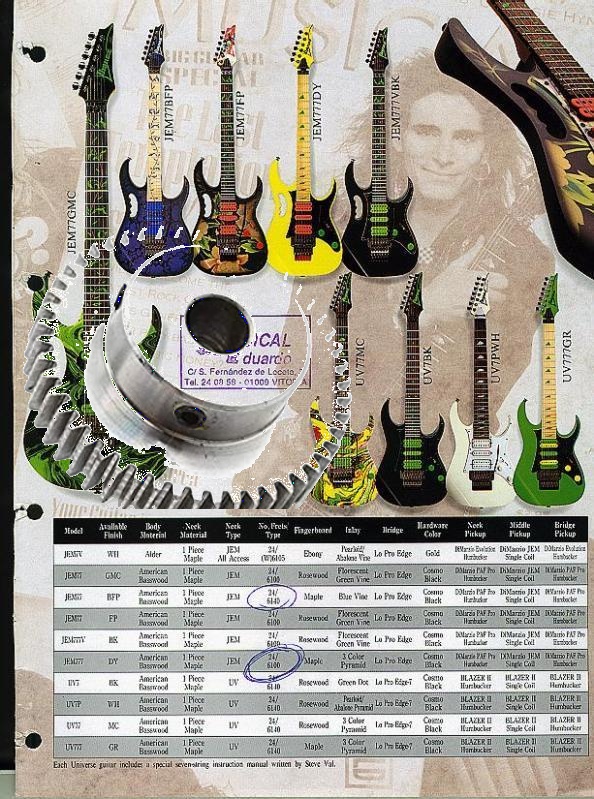 MUSIC
SPECIAL
JEM77GMC
JEM77BFP
JEM77FP
JEM777DY
JEM777VBK
UV77MC
UV7BK
UV7PWH
UV777GR
ICAL
duardo
C/ S. Fernández de Leceta,
Tel. 24 09 58 - 01009 VITORIA
Model Available Finish Body Material Neck Material Neck Type No. Frets/ Type Fingerboard Inlay Bridge Hardware Color Neck Pickup Middle Pickup Bridge Pickup
JEM7V WH Alder 1 Piece Maple JEM All Access 24/ (W)6105 Ebony Pearloid/ Abalone Vine Lo Pro Edge Gold DiMarzio Evolution Humbucker DiMarzio JEM Single Coil DiMarzio Evolution Humbucker
JEM77 GMC American Basswood 1 Piece Maple JEM 24/ 6100 Rosewood Florescent Green Vine Lo Pro Edge Cosmo Black DiMarzio PAF Pro Humbucker DiMarzio JEM Single Coil DiMarzio PAF Pro Humbucker
JEM77 BFP American Basswood 1 Piece Maple JEM 24/ 6140 Maple Blue Vine Lo Pro Edge Cosmo Black DiMarzio PAF Pro Humbucker DiMarzio JEM Single Coil DiMarzio PAF Pro Humbucker
JEM77 FP American Basswood 1 Piece Maple JEM 24/ 6100 Rosewood Florescent Green Vine Lo Pro Edge Cosmo Black DiMarzio PAF Pro Humbucker DiMarzio JEM Single Coil DiMarzio PAF Pro Humbucker
JEM777V BK American Basswood 1 Piece Maple JEM 24/ 6100 Rosewood Florescent Green Vine Lo Pro Edge Cosmo Black DiMarzio PAF Pro Humbucker DiMarzio JEM Single Coil DiMarzio PAF Pro Humbucker
JEM777 DY American Basswood 1 Piece Maple JEM 24/ 6100 Maple 3 Color Pyramid Lo Pro Edge Cosmo Black DiMarzio PAF Pro Humbucker DiMarzio JEM Single Coil DiMarzio PAF Pro Humbucker
UV7 BK American Basswood 1 Piece Maple UV 24/ 6140 Rosewood Green Dot Lo Pro Edge-7 Cosmo Black BLAZER II Humbucker BLAZER II Single Coil BLAZER II Humbucker
UV7P WH American Basswood 1 Piece Maple UV 24/ 6140 Rosewood Pearloid/ Abalone Pyramid Lo Pro Edge-7 Cosmo Black BLAZER II Humbucker BLAZER II Single Coil BLAZER II Humbucker
UV77 MC American Basswood 1 Piece Maple UV 24/ 6140 Rosewood 3 Color Pyramid Lo Pro Edge-7 Cosmo Black BLAZER II Humbucker BLAZER II Single Coil BLAZER II Humbucker
UV777 GR American Basswood 1 Piece Maple UV 24/ 6140 Maple 3 Color Pyramid Lo Pro Edge-7 Cosmo Black BLAZER II Humbucker BLAZER II Single Coil BLAZER II Humbucker
Each Universe guitar includes a special seven-string instruction manual written by Steve Vai.